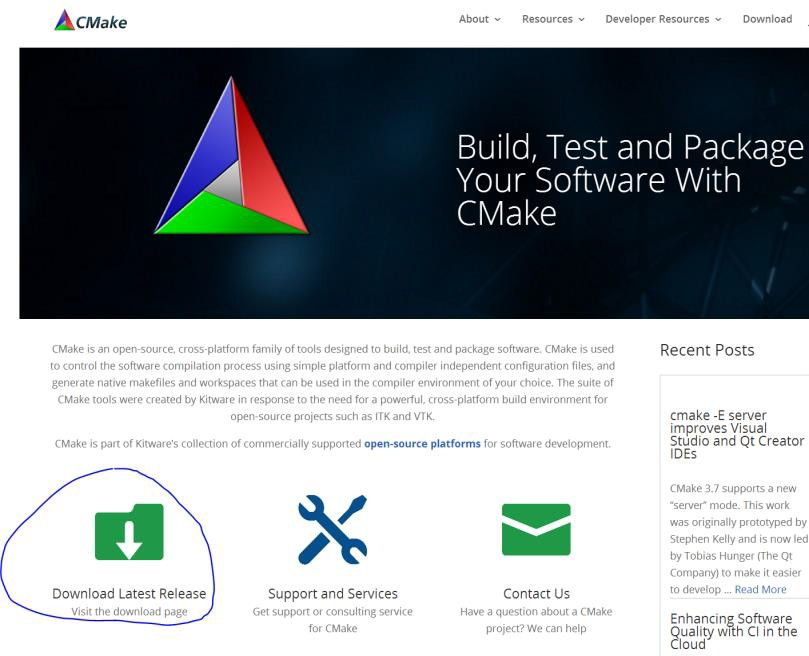 CMake
About
Resources
Developer Resources
Download
Build, Test and Package
Your Software With
CMake
CMake is an open-source, cross-platform family of tools designed to build, test and package software. CMake is used
to control the software compilation process using simple platform and compiler independent configuration files, and
generate native makefiles and workspaces that can be used in the compiler environment of your choice. The suite of
CMake tools were created by Kitware in response to the need for a powerful, cross-platform build environment for
open-source projects such as ITK and VTK.
CMake is part of Kitware's collection of commercially supported open-source platforms for software development.
Download Latest Release
Visit the download page
Support and Services
Get support or consulting service
for CMake
Contact Us
Have a question about a CMake
project? We can help
Recent Posts
cmake -E server
improves Visual
Studio and Qt Creator
IDEs
CMake 3.7 supports a new
“server” mode. This work
was originally prototyped by
Stephen Kelly and is now led
by Tobias Hunger (The Qt
Company) to make it easier
to develop ... Read More
Enhancing Software
Quality with CI in the
Cloud